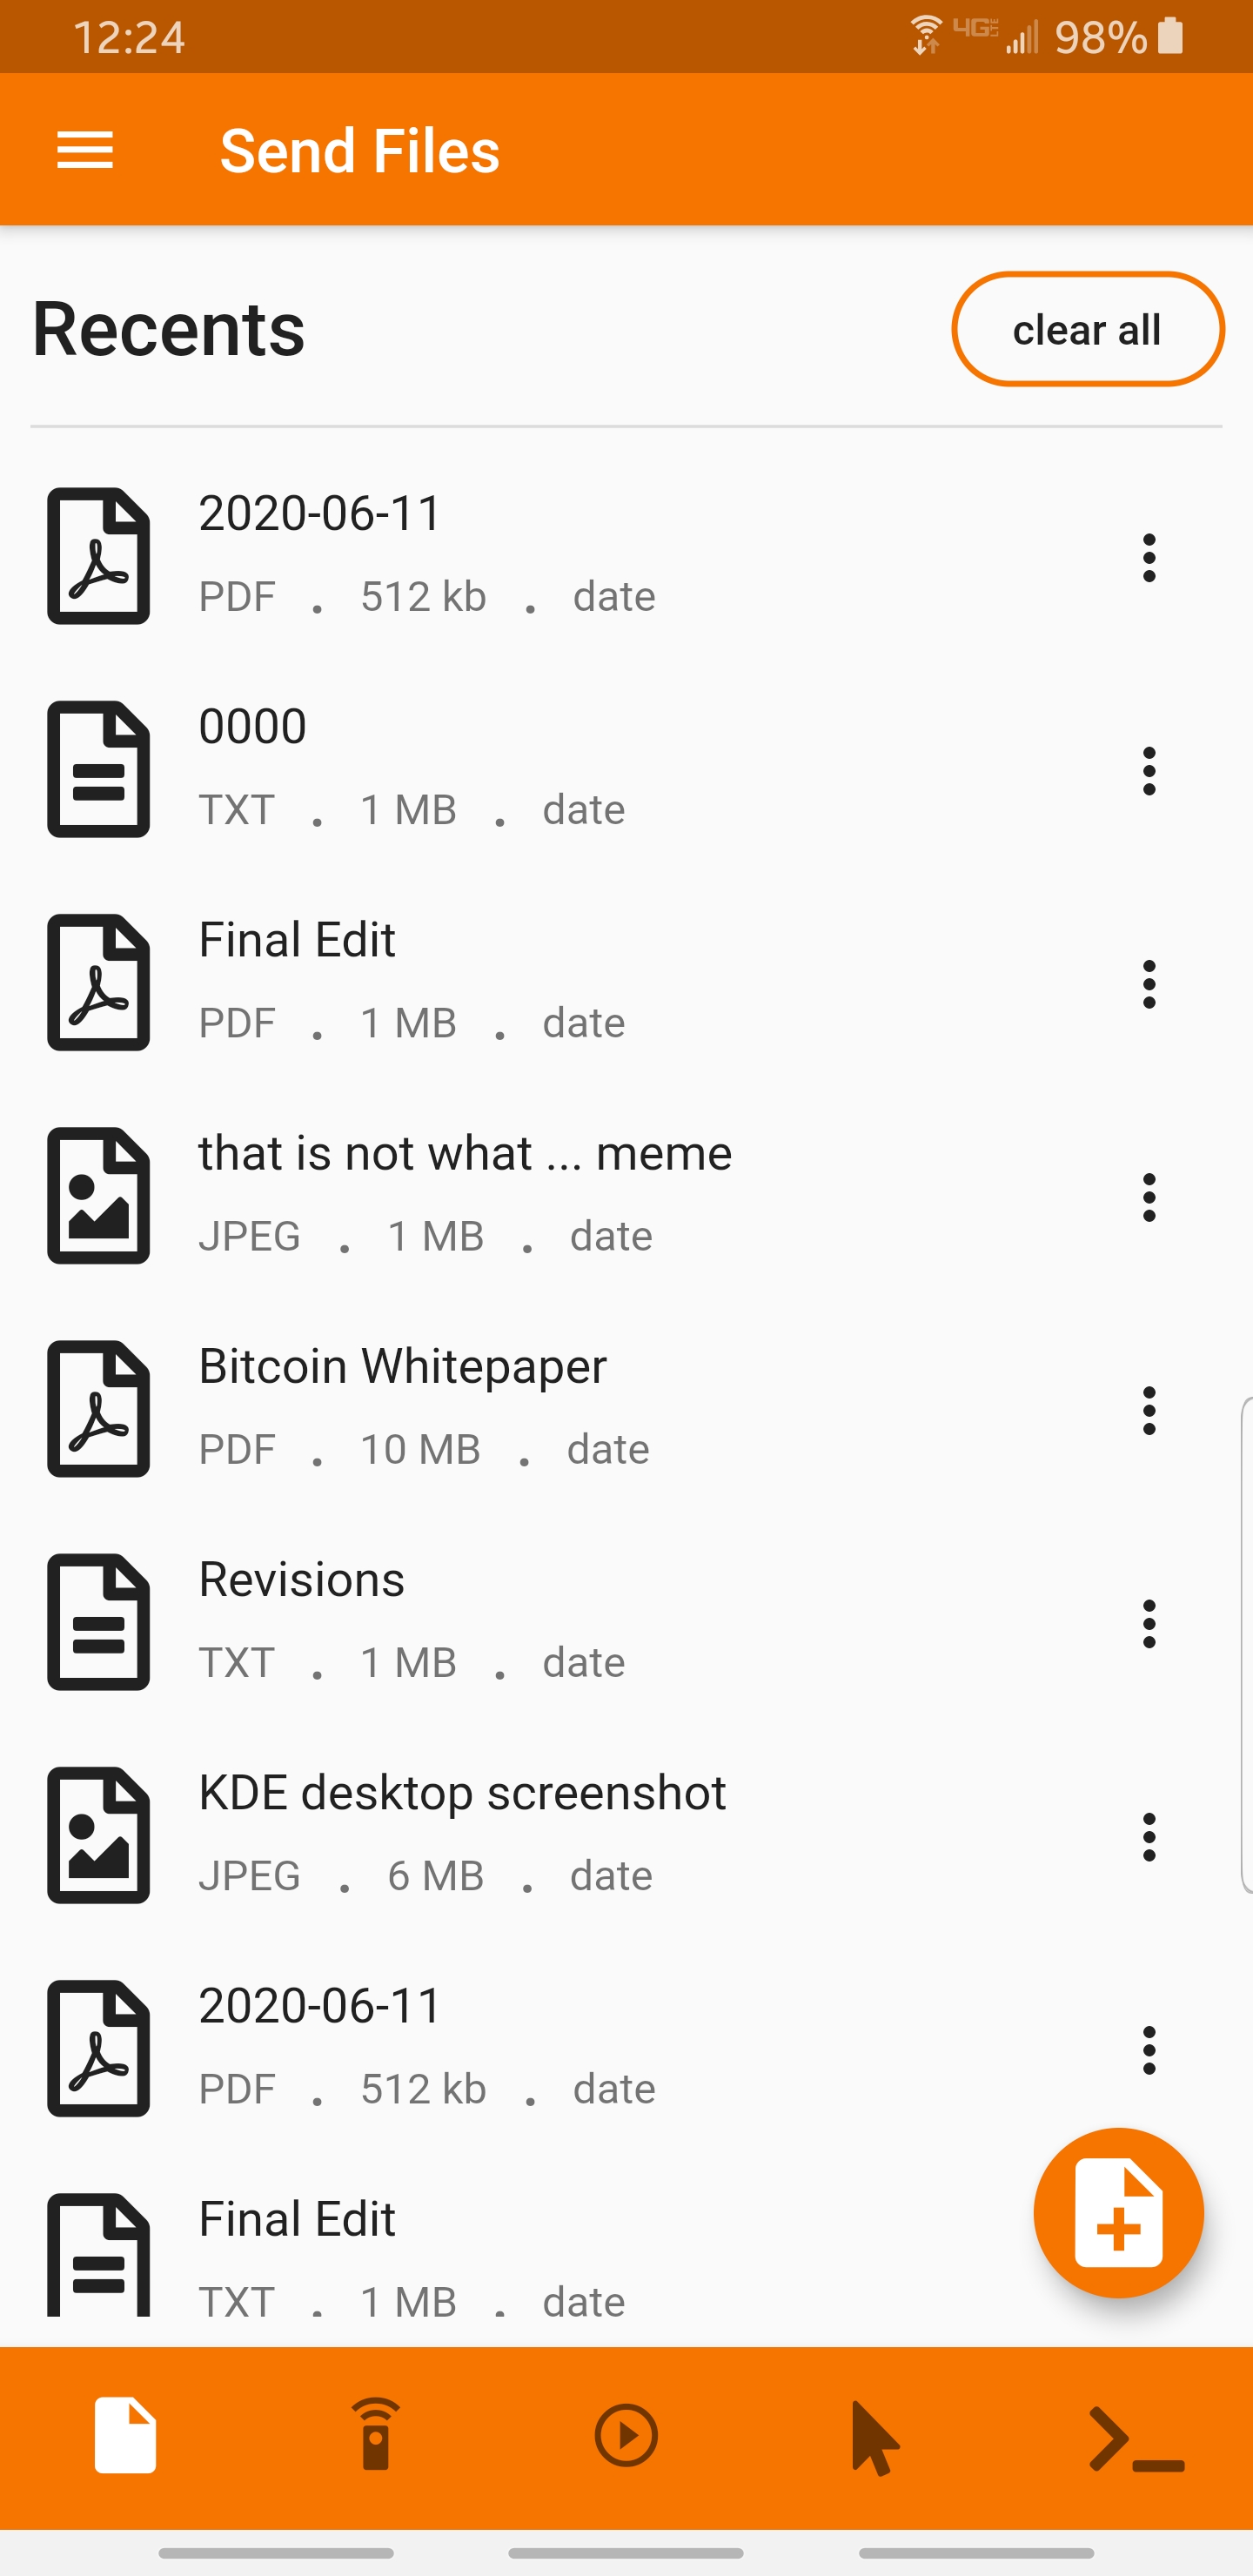 12:24 4G LTE 98%
Send Files
Recents clear all
2020-06-11
PDF . 512 kb . date
0000
TXT . 1 MB . date
Final Edit
PDF . 1 MB . date
that is not what ... meme
JPEG . 1 MB . date
Bitcoin Whitepaper
PDF . 10 MB . date
Revisions
TXT . 1 MB . date
KDE desktop screenshot
JPEG . 6 MB . date
2020-06-11
PDF . 512 kb . date
Final Edit
TXT . 1 MB . date